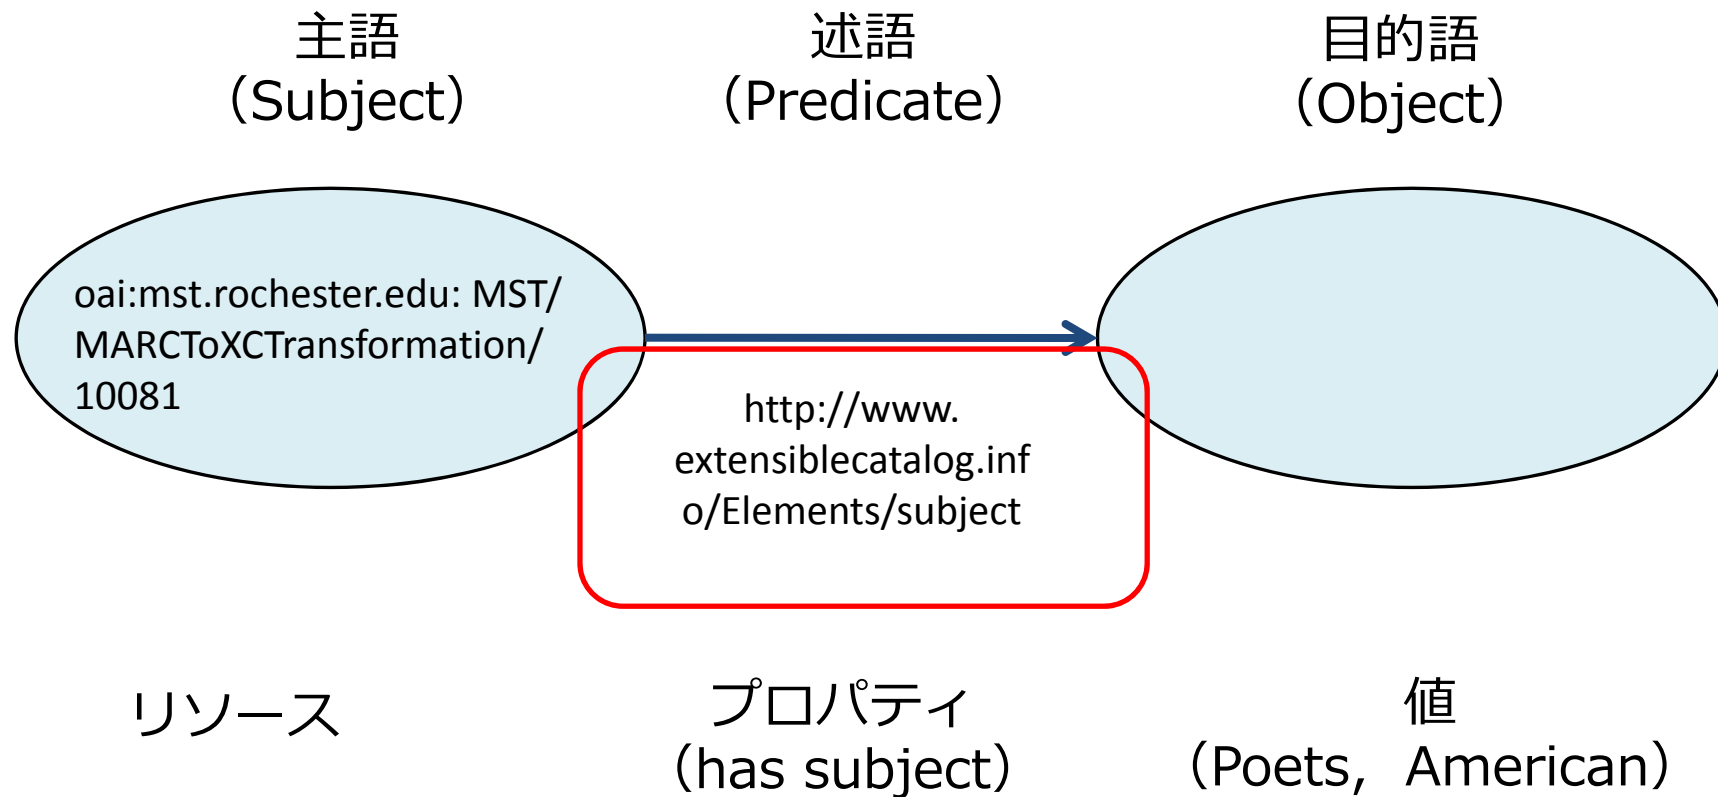 主語
（Subject）
述語
（Predicate）
目的語
（Object）
oai:mst.rochester.edu: MST/
MARCToXCTransformation/
10081
http://www.
extensiblecatalog.inf
o/Elements/subject
リソース
プロパティ
（has subject）
値
（Poets, American）